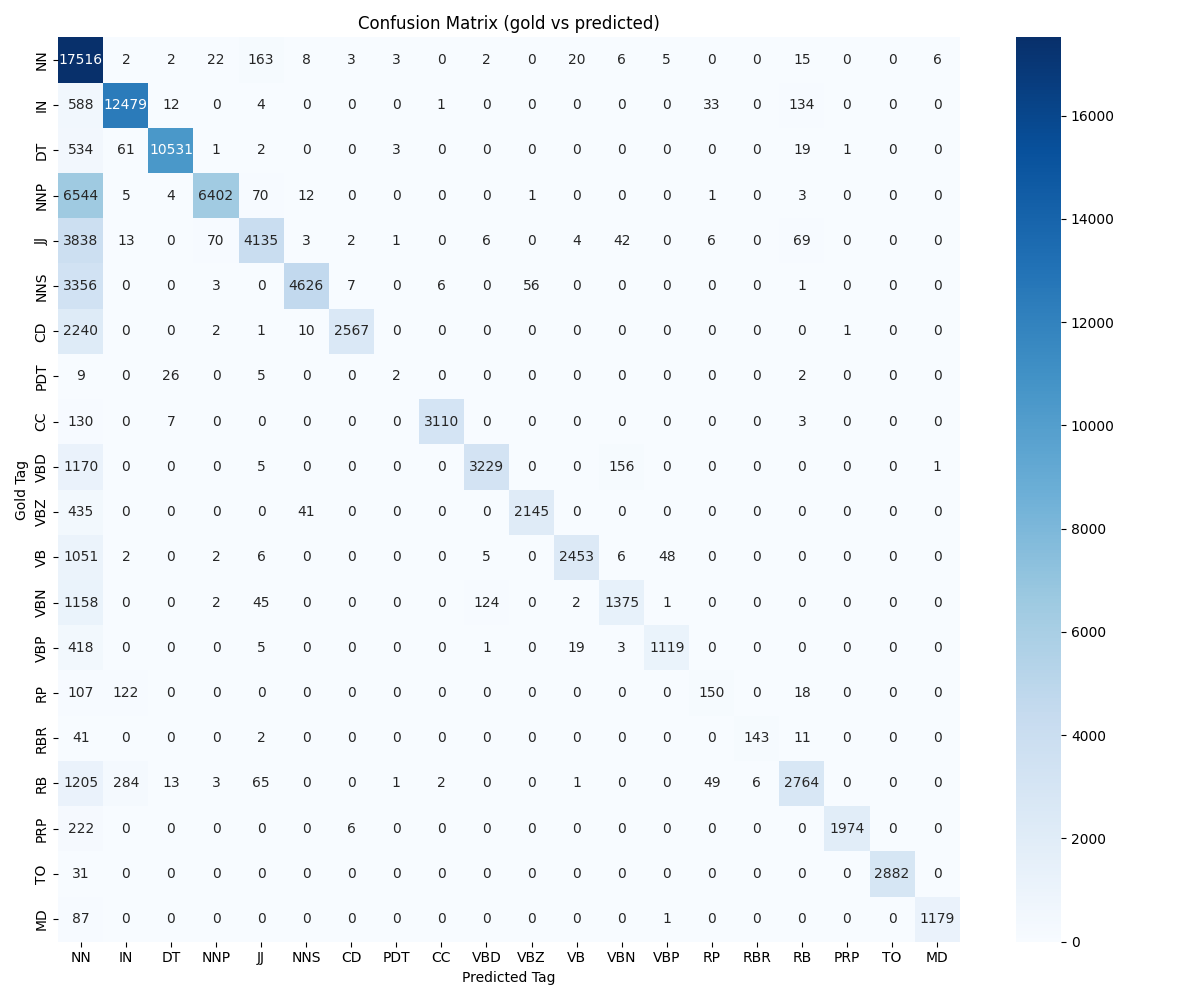 Confusion Matrix (gold vs predicted)
NN 17516 2 2 22 163 8 3 3 0 2 0 20 6 5 0 0 15 0 0 6
IN 588 12479 12 0 4 0 0 0 1 0 0 0 0 0 33 0 134 0 0 0
DT 534 61 10531 1 2 0 0 3 0 0 0 0 0 0 0 0 19 1 0 0
NNP 6544 5 4 6402 70 12 0 0 0 0 1 0 0 0 1 0 3 0 0 0
JJ 3838 13 0 70 4135 3 2 1 0 6 0 4 42 0 6 0 69 0 0 0
NNS 3356 0 0 3 0 4626 7 0 6 0 56 0 0 0 0 0 1 0 0 0
CD 2240 0 0 2 1 10 2567 0 0 0 0 0 0 0 0 0 0 1 0 0
PDT 9 0 26 0 5 0 0 2 0 0 0 0 0 0 0 0 2 0 0 0
CC 130 0 7 0 0 0 0 0 3110 0 0 0 0 0 0 0 3 0 0 0
VBD 1170 0 0 0 5 0 0 0 0 3229 0 0 156 0 0 0 0 0 0 1
VBZ 435 0 0 0 0 41 0 0 0 0 2145 0 0 0 0 0 0 0 0 0
VB 1051 2 0 2 6 0 0 0 0 5 0 2453 6 48 0 0 0 0 0 0
VBN 1158 0 0 2 45 0 0 0 0 124 0 2 1375 1 0 0 0 0 0 0
VBP 418 0 0 0 5 0 0 0 0 1 0 19 3 1119 0 0 0 0 0 0
RP 107 122 0 0 0 0 0 0 0 0 0 0 0 0 150 0 18 0 0 0
RBR 41 0 0 0 2 0 0 0 0 0 0 0 0 0 0 143 11 0 0 0
RB 1205 284 13 3 65 0 0 1 2 0 0 1 0 0 49 6 2764 0 0 0
PRP 222 0 0 0 0 0 6 0 0 0 0 0 0 0 0 0 0 1974 0 0
TO 31 0 0 0 0 0 0 0 0 0 0 0 0 0 0 0 0 0 2882 0
MD 87 0 0 0 0 0 0 0 0 0 0 0 0 1 0 0 0 0 0 1179
NN IN DT NNP JJ NNS CD PDT CC VBD VBZ VB VBN VBP RP RBR RB PRP TO MD
Predicted Tag
Gold Tag
16000
14000
12000
10000
8000
6000
4000
2000
0